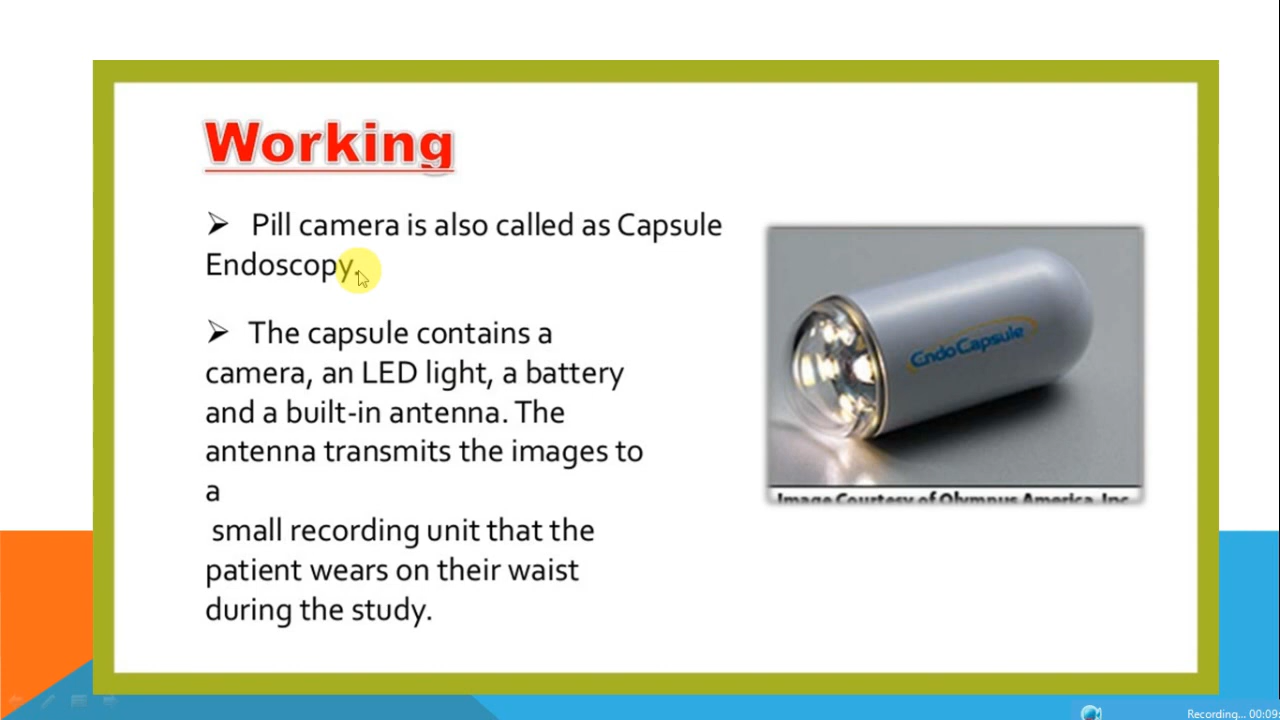 Working
➢ Pill camera is also called as Capsule
Endoscopy.
➢ The capsule contains a
camera, an LED light, a battery
and a built-in antenna. The
antenna transmits the images to
a
small recording unit that the
patient wears on their waist
during the study.
EndoCapsule
Image Courtesy of Olympus America, Inc.
Recording... 00:09: